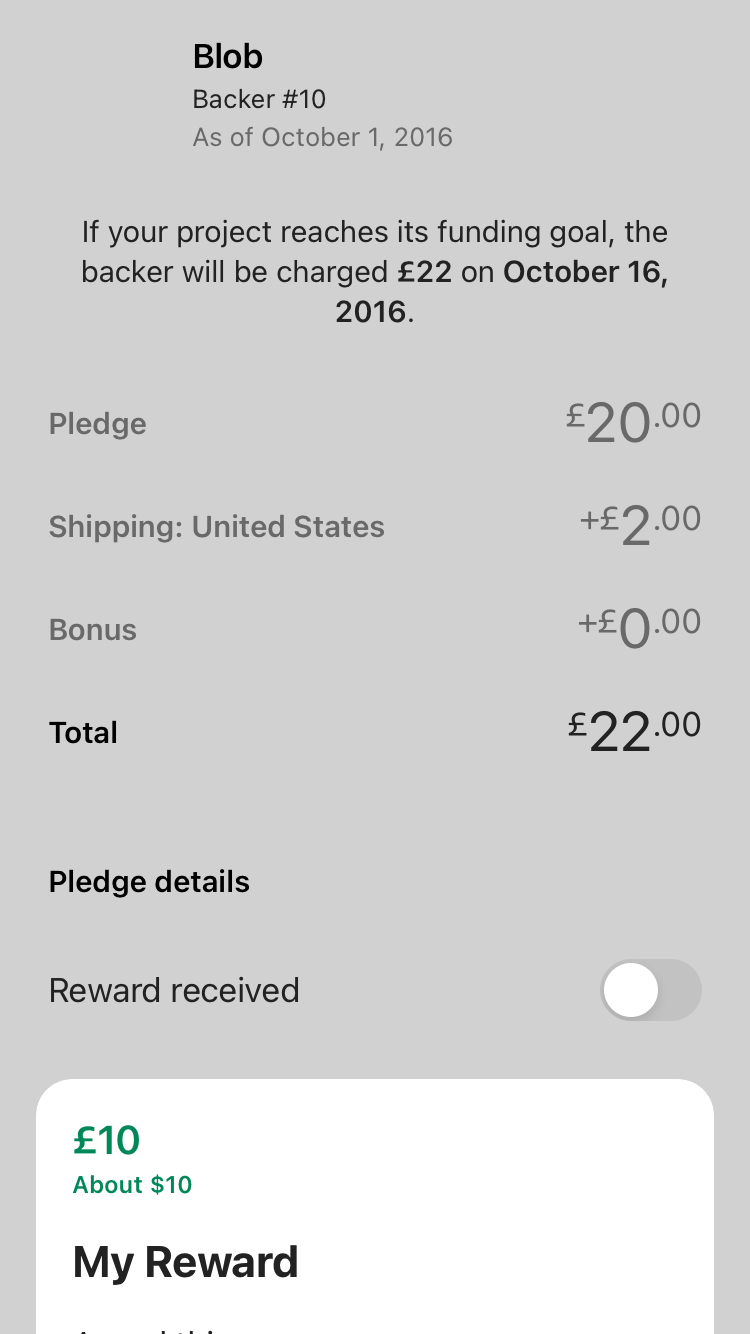 Blob
Backer #10
As of October 1, 2016
If your project reaches its funding goal, the
backer will be charged £22 on October 16,
2016.
Pledge £20.00
Shipping: United States +£2.00
Bonus +£0.00
Total £22.00
Pledge details
Reward received
£10
About $10
My Reward